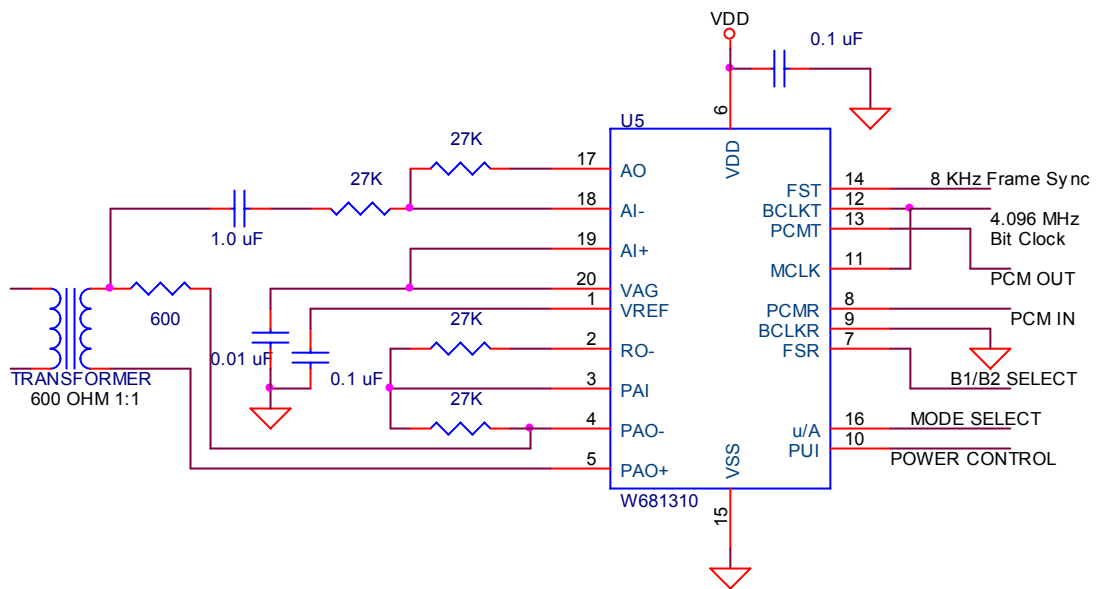 VDD
0.1 uF
6
U5
VDD
27K
17
AO
27K
18
AI-
1.0 uF
19
AI+
20
VAG
1
VREF
600
27K
2
RO-
0.01 uF
0.1 uF
3
PAI
TRANSFORMER
600 OHM 1:1
27K
4
PAO-
5
PAO+
VSS
W681310
15
FST
14
8 KHz Frame Sync
BCLKT
12
4.096 MHz
Bit Clock
PCMT
13
MCLK
11
PCM OUT
PCMR
8
PCM IN
BCLKR
9
FSR
7
B1/B2 SELECT
u/A
16
MODE SELECT
PUI
10
POWER CONTROL